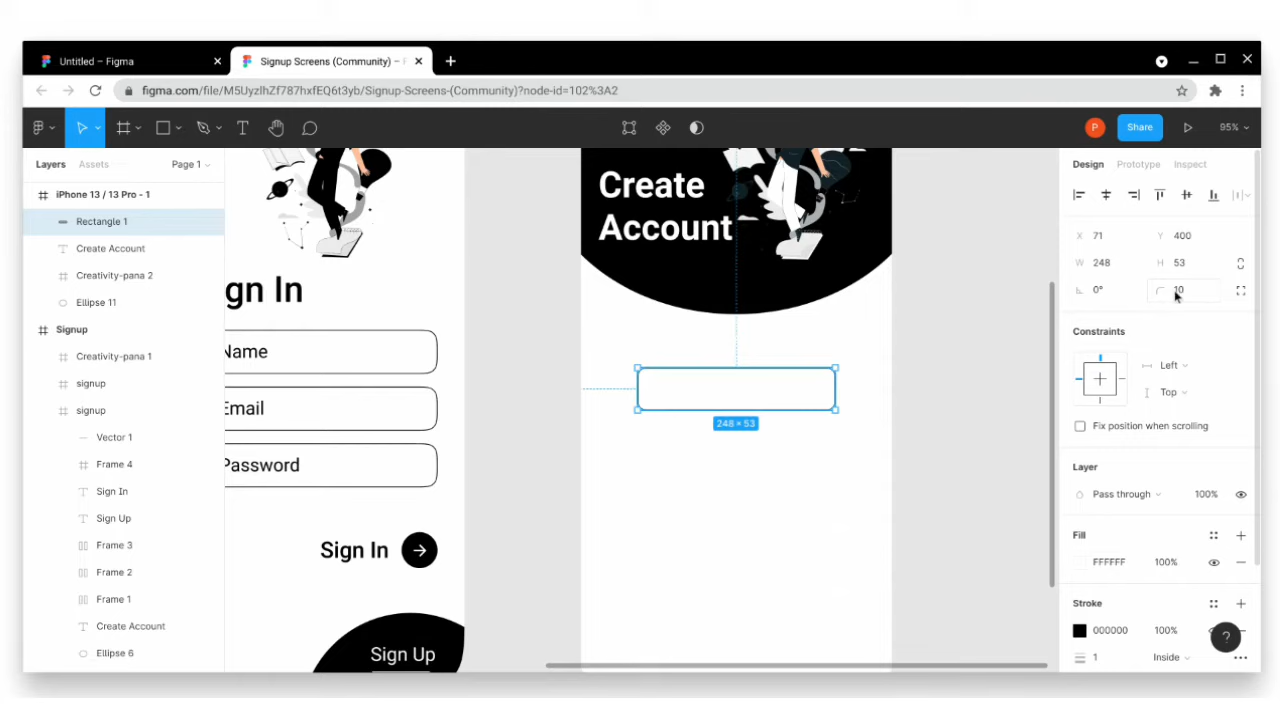 Untitled – Figma
Signup Screens (Community) – F
figma.com/file/M5UyzlhZf787hxfEQ6t3yb/Signup-Screens-(Community)?node-id=102%3A2
P
Share
95%
Layers Assets Page 1
iPhone 13 / 13 Pro - 1
Rectangle 1
Create Account
Creativity-pana 2
Ellipse 11
Signup
Creativity-pana 1
signup
signup
Vector 1
Frame 4
Sign In
Sign Up
Frame 3
Frame 2
Frame 1
Create Account
Ellipse 6
gn In
Name
Email
Password
Sign In
Sign Up
Create
Account
248 × 53
Design Prototype Inspect
X 71 Y 400
W 248 H 53
0° 10
Constraints
Left
Top
Fix position when scrolling
Layer
Pass through 100%
Fill
FFFFFF 100%
Stroke
000000 100%
1 Inside
?